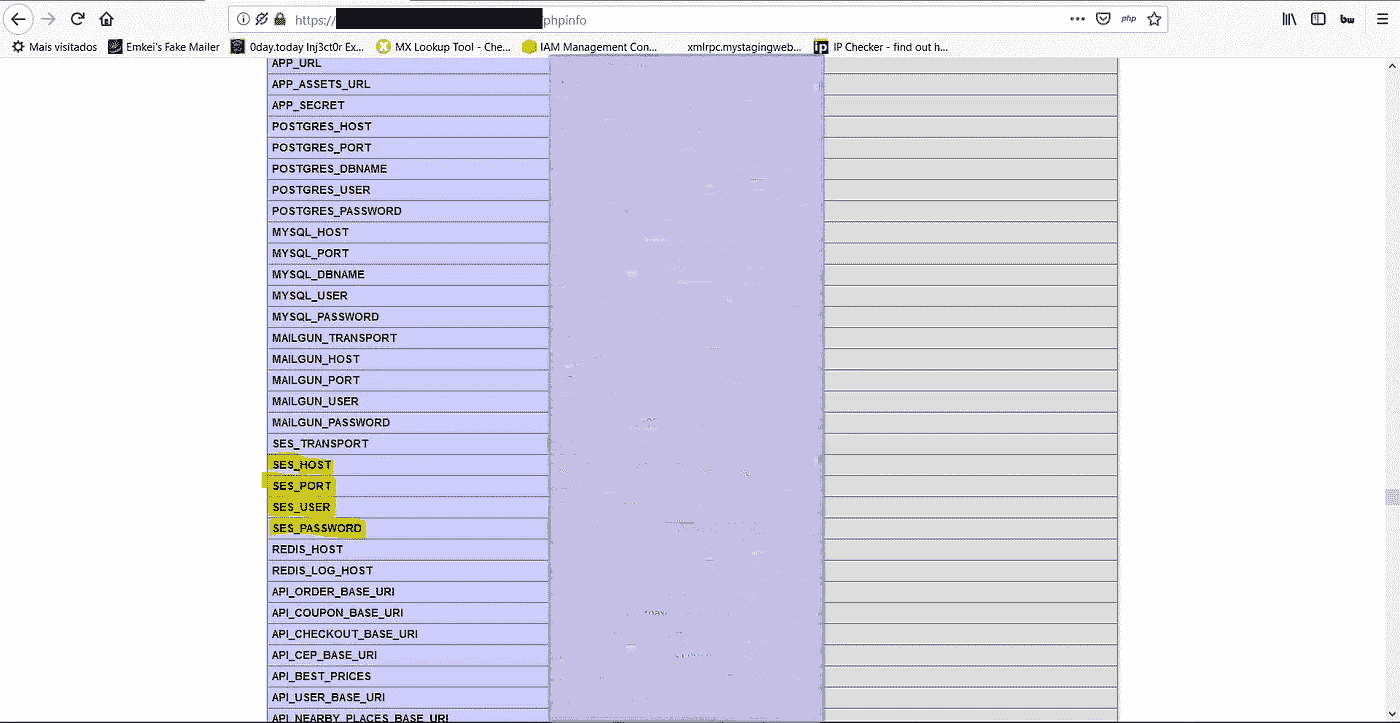 https:// /phpinfo
php
Mais visitados Emkei's Fake Mailer 0day.today Inj3ct0r Ex... MX Lookup Tool - Che... IAM Management Con... xmlrpc.mystagingweb... ip IP Checker - find out h...
APP_URL
APP_ASSETS_URL
APP_SECRET
POSTGRES_HOST
POSTGRES_PORT
POSTGRES_DBNAME
POSTGRES_USER
POSTGRES_PASSWORD
MYSQL_HOST
MYSQL_PORT
MYSQL_DBNAME
MYSQL_USER
MYSQL_PASSWORD
MAILGUN_TRANSPORT
MAILGUN_HOST
MAILGUN_PORT
MAILGUN_USER
MAILGUN_PASSWORD
SES_TRANSPORT
SES_HOST
SES_PORT
SES_USER
SES_PASSWORD
REDIS_HOST
REDIS_LOG_HOST
API_ORDER_BASE_URI
API_COUPON_BASE_URI
API_CHECKOUT_BASE_URI
API_CEP_BASE_URI
API_BEST_PRICES
API_USER_BASE_URI
API_NEARBY_PLACES_BASE_URI